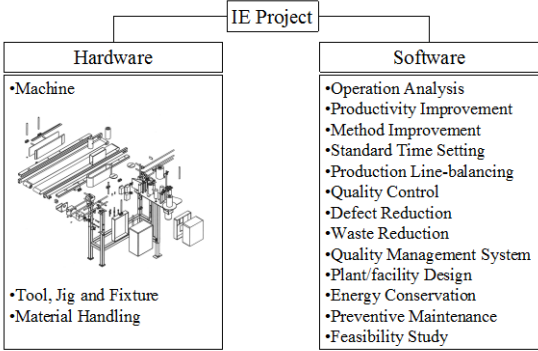 IE Project
Hardware
•Machine
•Tool, Jig and Fixture
•Material Handling
Software
•Operation Analysis
•Productivity Improvement
•Method Improvement
•Standard Time Setting
•Production Line-balancing
•Quality Control
•Defect Reduction
•Waste Reduction
•Quality Management System
•Plant/facility Design
•Energy Conservation
•Preventive Maintenance
•Feasibility Study